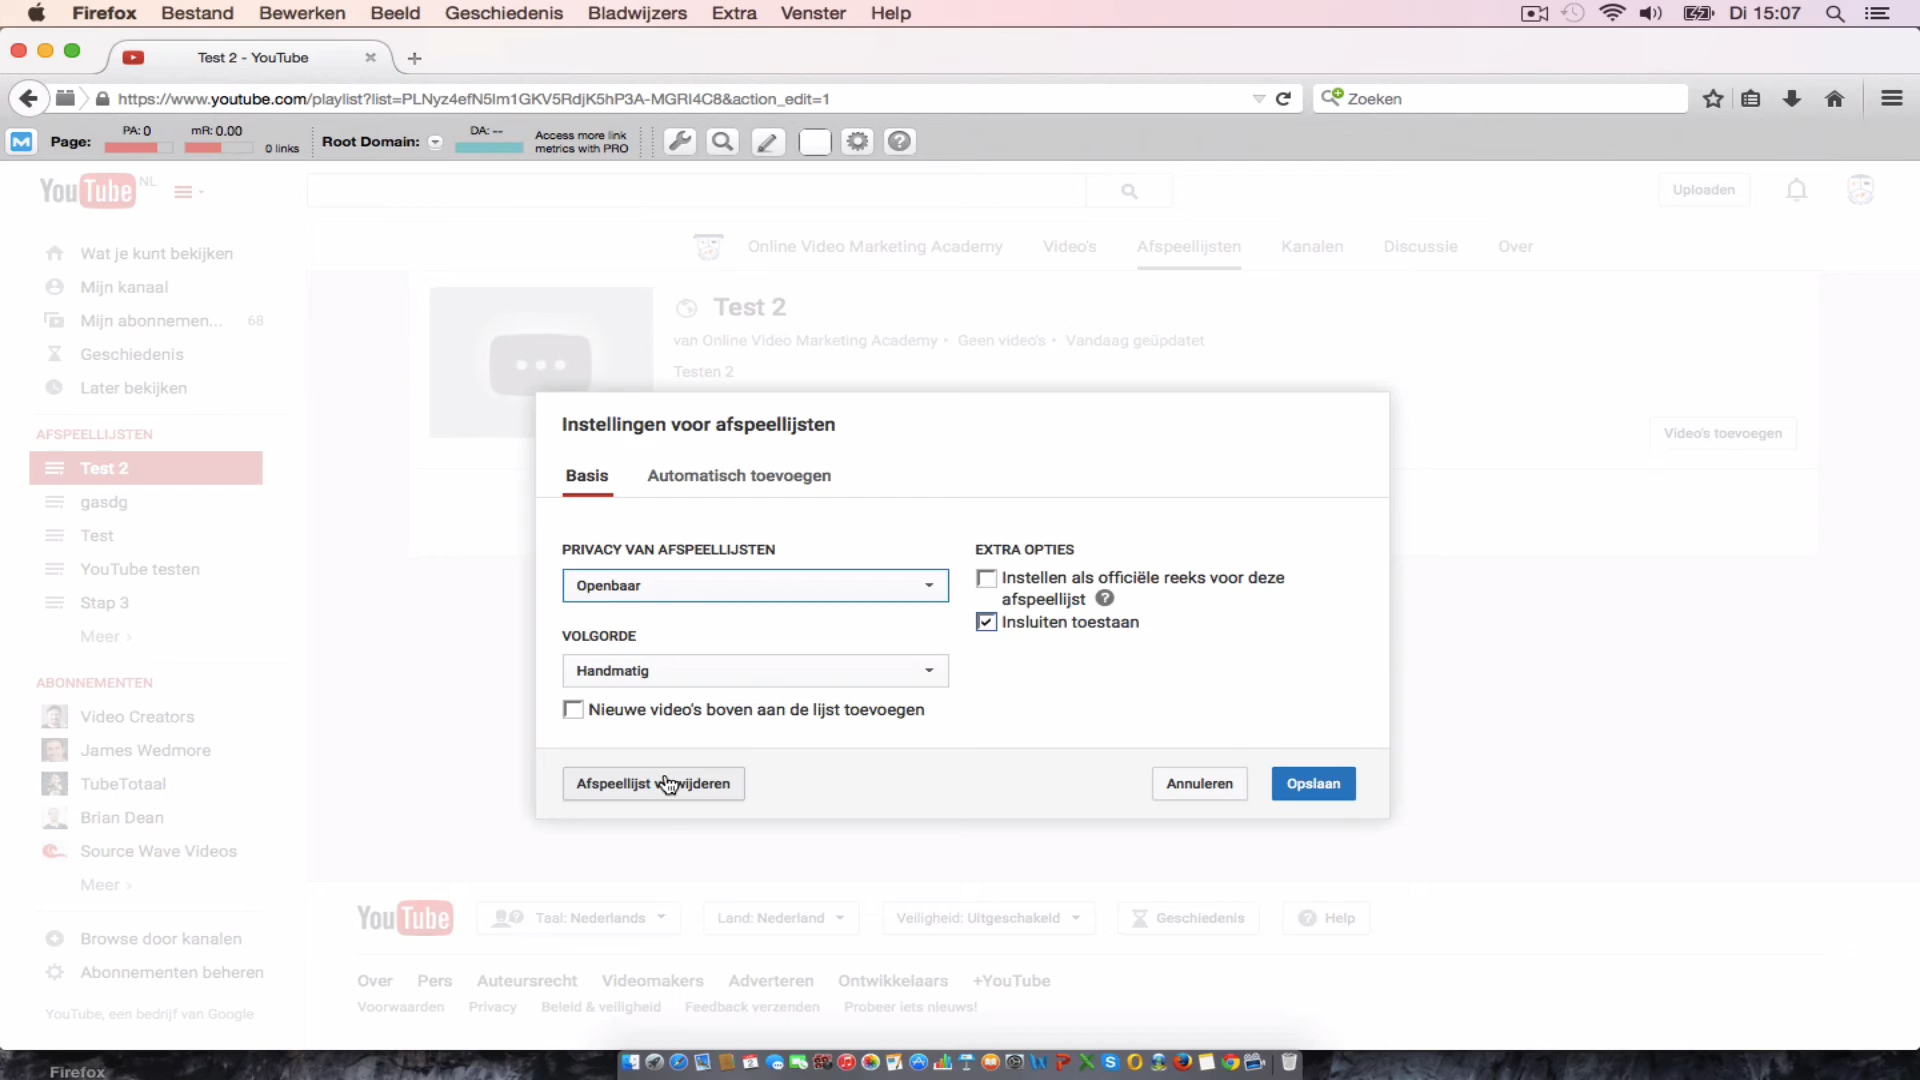 Firefox Bestand Bewerken Beeld Geschiedenis Bladwijzers Extra Venster Help Di 15:07
Test 2 - YouTube
https://www.youtube.com/playlist?list=PLNyz4efN5Im1GKV5RdjK5hP3A-MGRI4C8&action_edit=1 Zoeken
Page: PA: 0 mR: 0.00 0 links Root Domain: DA: -- Access more link
metrics with PRO
YouTube NL Uploaden
Online Video Marketing Academy Video's Afspeellijsten Kanalen Discussie Over
Wat je kunt bekijken
Mijn kanaal
Mijn abonnemen... 68
Geschiedenis
Later bekijken
AFSPEELLIJSTEN
Test 2
gasdg
Test
YouTube testen
Stap 3
Meer ›
ABONNEMENTEN
Video Creators
James Wedmore
TubeTotaal
Brian Dean
Source Wave Videos
Meer ›
Browse door kanalen
Abonnementen beheren
YouTube, een bedrijf van Google
Test 2
van Online Video Marketing Academy • Geen video's • Vandaag geüpdatet
Testen 2
Video's toevoegen
Instellingen voor afspeellijsten
Basis Automatisch toevoegen
PRIVACY VAN AFSPEELLIJSTEN
Openbaar
VOLGORDE
Handmatig
Nieuwe video's boven aan de lijst toevoegen
EXTRA OPTIES
Instellen als officiële reeks voor deze
afspeellijst
Insluiten toestaan
Afspeellijst verwijderen Annuleren Opslaan
YouTube Taal: Nederlands Land: Nederland Veiligheid: Uitgeschakeld Geschiedenis Help
Over Pers Auteursrecht Videomakers Adverteren Ontwikkelaars +YouTube
Voorwaarden Privacy Beleid & veiligheid Feedback verzenden Probeer iets nieuws!
Firefox